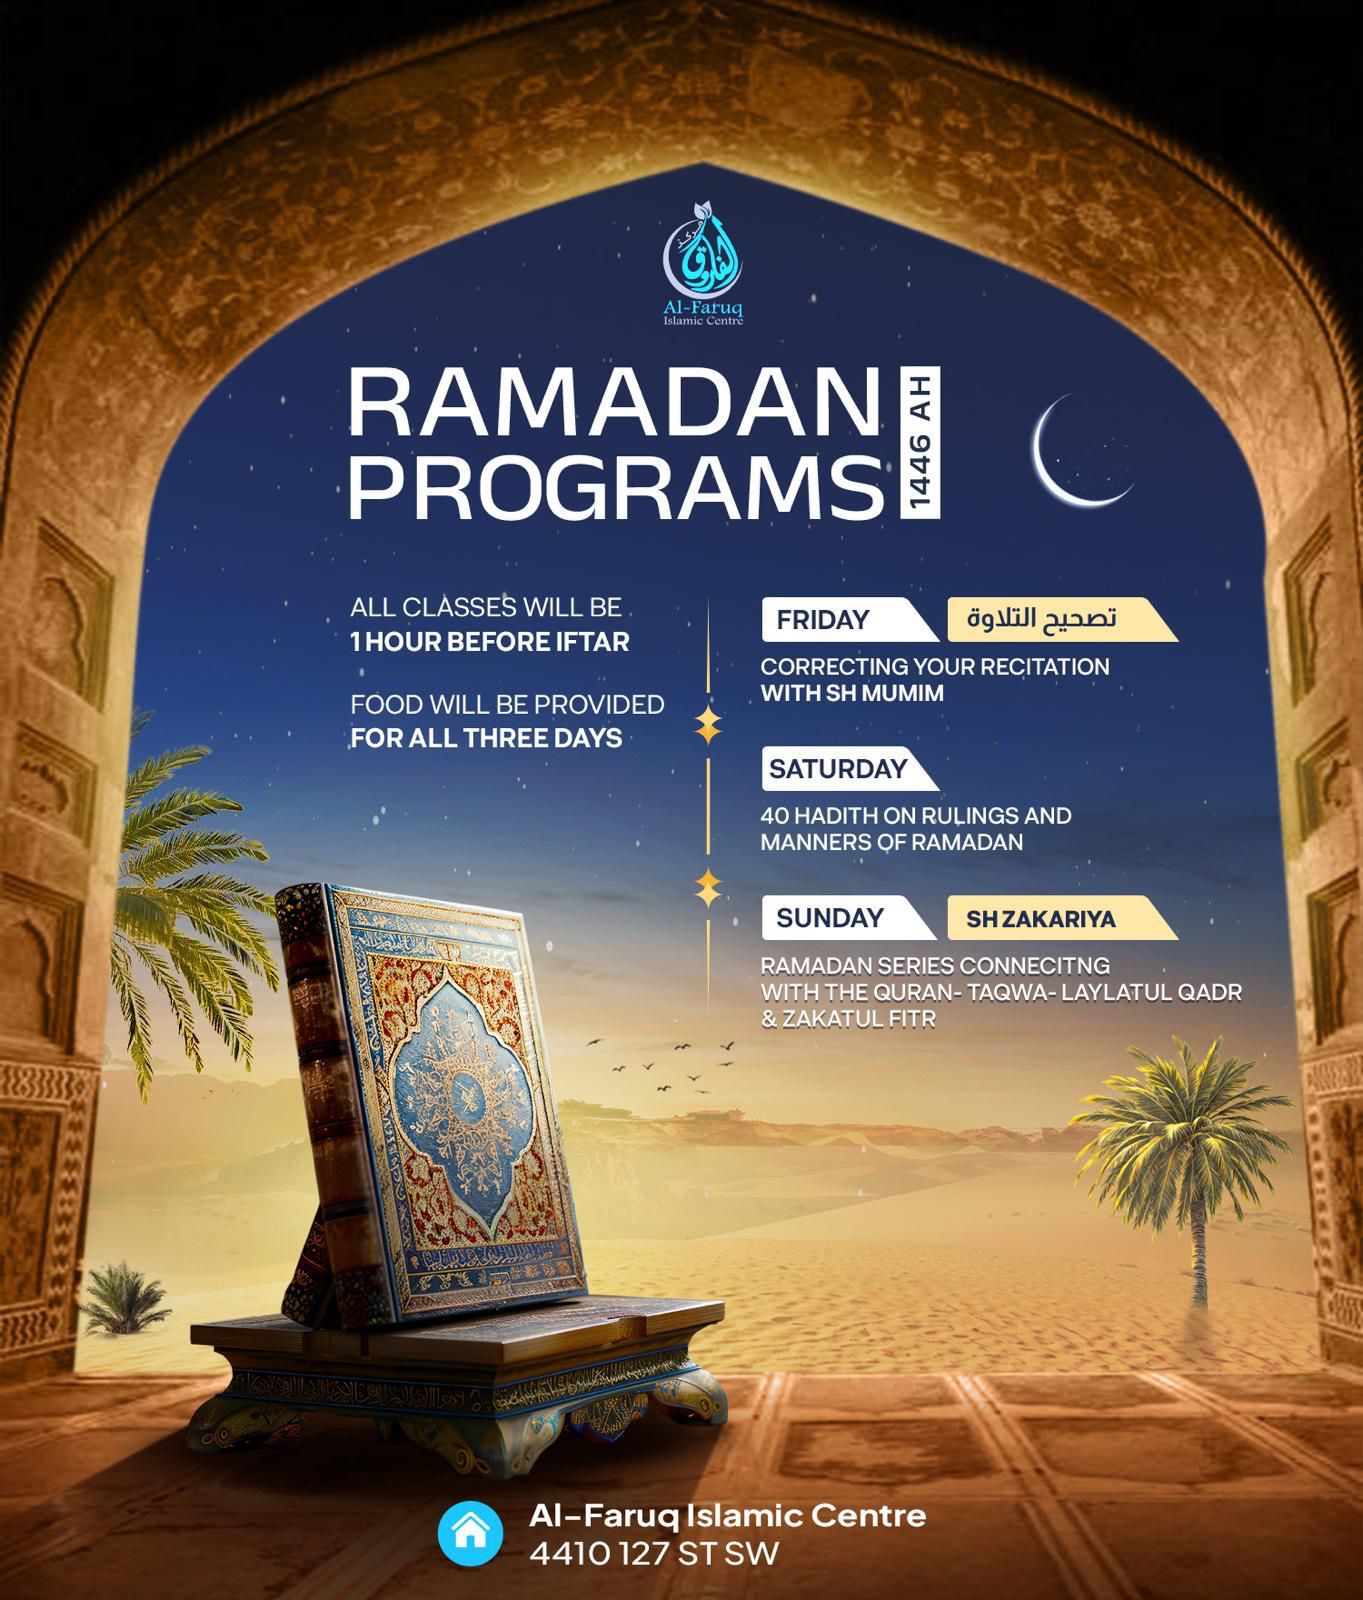 مركز
الفاروق
Al-Faruq
Islamic Centre
RAMADAN
PROGRAMS
1446 AH
ALL CLASSES WILL BE
1 HOUR BEFORE IFTAR
FOOD WILL BE PROVIDED
FOR ALL THREE DAYS
FRIDAY تصحيح التلاوة
CORRECTING YOUR RECITATION
WITH SH MUMIM
SATURDAY
40 HADITH ON RULINGS AND
MANNERS OF RAMADAN
SUNDAY SH ZAKARIYA
RAMADAN SERIES CONNECITNG
WITH THE QURAN- TAQWA- LAYLATUL QADR
& ZAKATUL FITR
Al-Faruq Islamic Centre
4410 127 ST SW